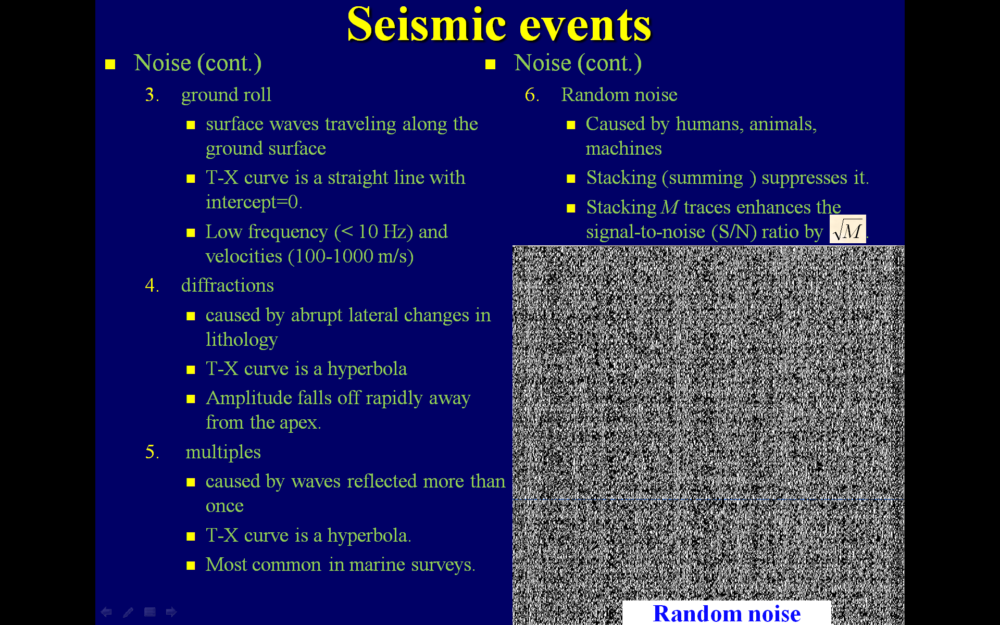 Seismic events
■ Noise (cont.)
3. ground roll
■ surface waves traveling along the
ground surface
■ T-X curve is a straight line with
intercept=0.
■ Low frequency (< 10 Hz) and
velocities (100-1000 m/s)
4. diffractions
■ caused by abrupt lateral changes in
lithology
■ T-X curve is a hyperbola
■ Amplitude falls off rapidly away
from the apex.
5. multiples
■ caused by waves reflected more than
once
■ T-X curve is a hyperbola.
■ Most common in marine surveys.
■ Noise (cont.)
6. Random noise
■ Caused by humans, animals,
machines
■ Stacking (summing ) suppresses it.
■ Stacking M traces enhances the
signal-to-noise (S/N) ratio by √M.
Random noise